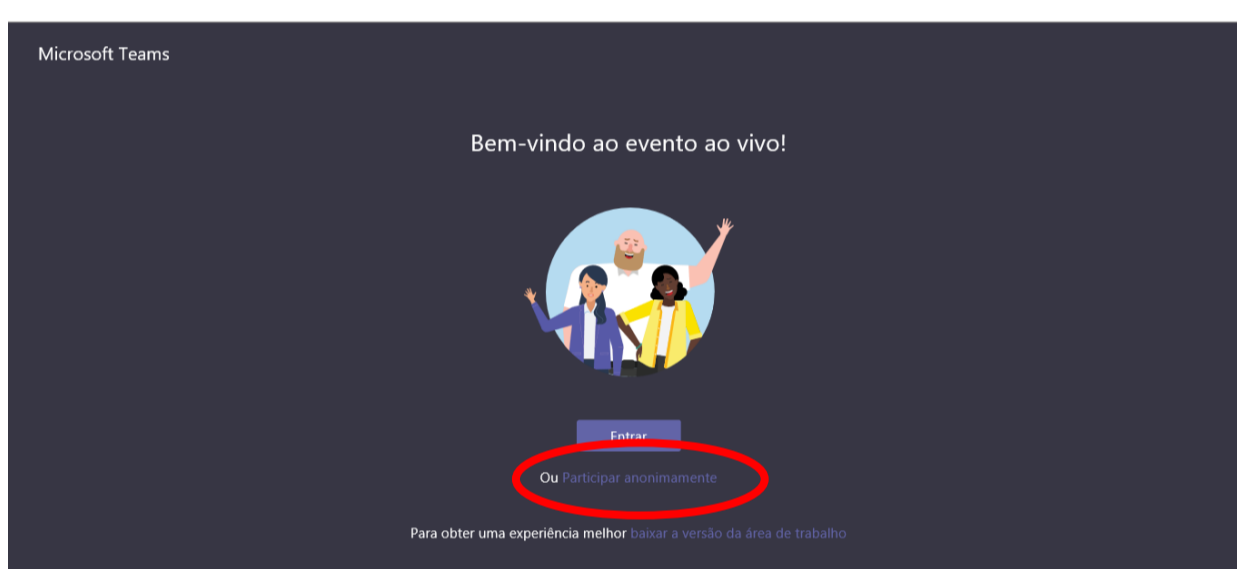 Microsoft Teams
Bem-vindo ao evento ao vivo!
Entrar
Ou Participar anonimamente
Para obter uma experiência melhor baixar a versão da área de trabalho